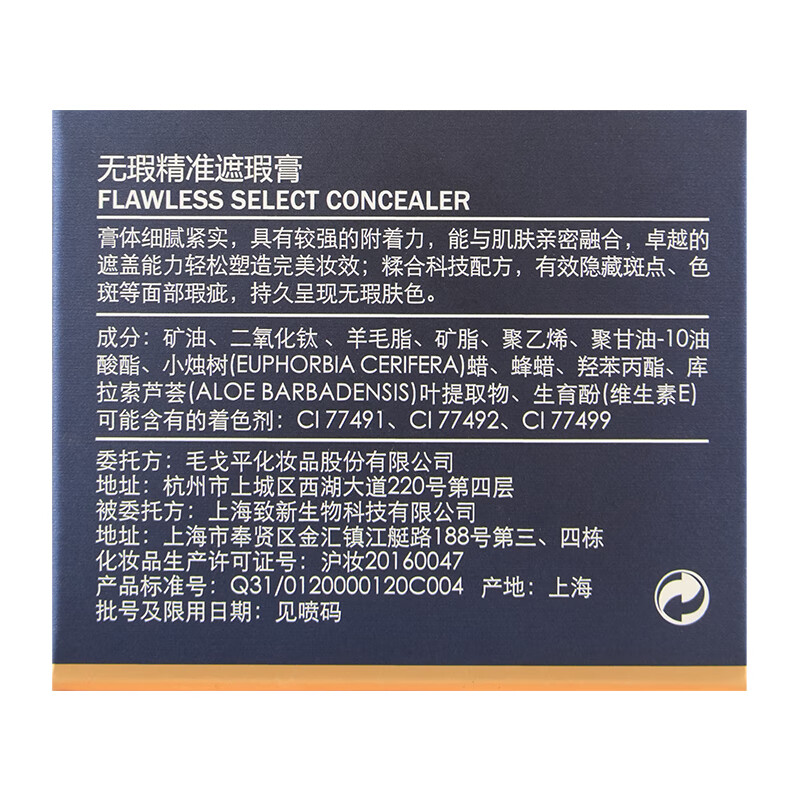 无瑕精准遮瑕膏
FLAWLESS SELECT CONCEALER
膏体细腻紧实，具有较强的附着力，能与肌肤亲密融合，卓越的
遮盖能力轻松塑造完美妆效；糅合科技配方，有效隐藏斑点、色
斑等面部瑕疵，持久呈现无瑕肤色。
成分：矿油、二氧化钛 、羊毛脂、矿脂、聚乙烯、聚甘油-10油
酸酯、小烛树(EUPHORBIA CERIFERA)蜡、蜂蜡、羟苯丙酯、库
拉索芦荟(ALOE BARBADENSIS)叶提取物、生育酚(维生素E)
可能含有的着色剂：CI 77491、CI 77492、CI 77499
委托方：毛戈平化妆品股份有限公司
地址：杭州市上城区西湖大道220号第四层
被委托方：上海致新生物科技有限公司
地址：上海市奉贤区金汇镇江艇路188号第三、四栋
化妆品生产许可证号：沪妆20160047
产品标准号：Q31/0120000120C004 产地：上海
批号及限用日期：见喷码